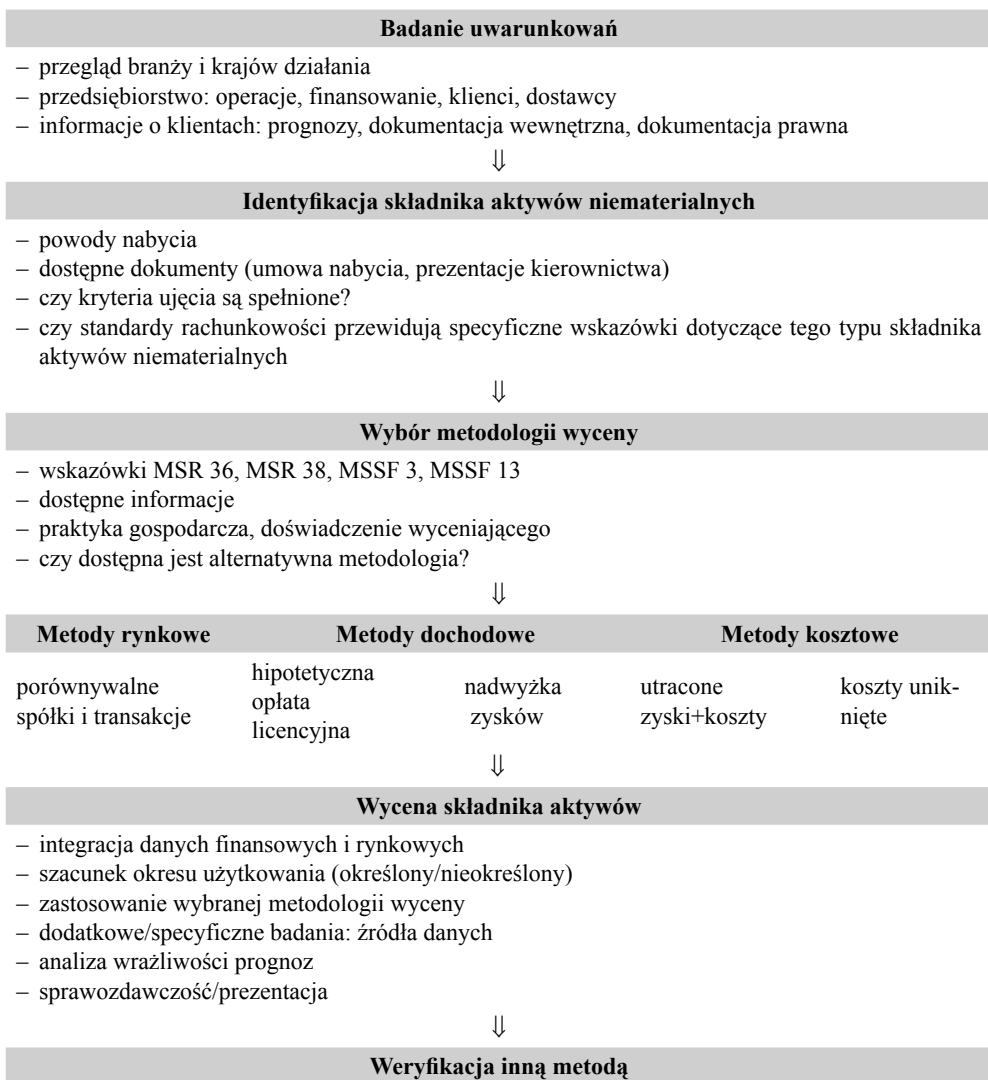 Badanie uwarunkowań
– przegląd branży i krajów działania
– przedsiębiorstwo: operacje, finansowanie, klienci, dostawcy
– informacje o klientach: prognozy, dokumentacja wewnętrzna, dokumentacja prawna
⇓
Identyfikacja składnika aktywów niematerialnych
– powody nabycia
– dostępne dokumenty (umowa nabycia, prezentacje kierownictwa)
– czy kryteria ujęcia są spełnione?
– czy standardy rachunkowości przewidują specyficzne wskazówki dotyczące tego typu składnika
aktywów niematerialnych
⇓
Wybór metodologii wyceny
– wskazówki MSR 36, MSR 38, MSSF 3, MSSF 13
– dostępne informacje
– praktyka gospodarcza, doświadczenie wyceniającego
– czy dostępna jest alternatywna metodologia?
⇓
Metody rynkowe Metody dochodowe Metody kosztowe
porównywalne
spółki i transakcje
hipotetyczna
opłata
licencyjna
nadwyżka
zysków
utracone
zyski+koszty
koszty unik-
nięte
⇓
Wycena składnika aktywów
– integracja danych finansowych i rynkowych
– szacunek okresu użytkowania (określony/nieokreślony)
– zastosowanie wybranej metodologii wyceny
– dodatkowe/specyficzne badania: źródła danych
– analiza wrażliwości prognoz
– sprawozdawczość/prezentacja
⇓
Weryfikacja inną metodą